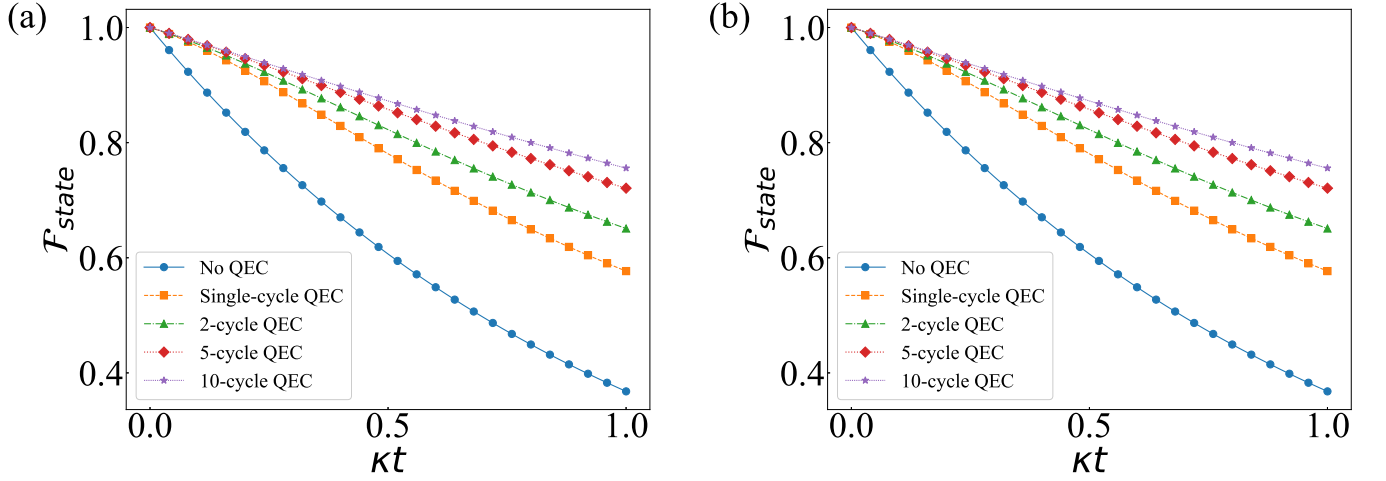 (a)
1.0
0.8
0.6
0.4
ℱstate
No QEC
Single-cycle QEC
2-cycle QEC
5-cycle QEC
10-cycle QEC
0.0 0.5 1.0
κt
(b)
1.0
0.8
0.6
0.4
ℱstate
No QEC
Single-cycle QEC
2-cycle QEC
5-cycle QEC
10-cycle QEC
0.0 0.5 1.0
κt